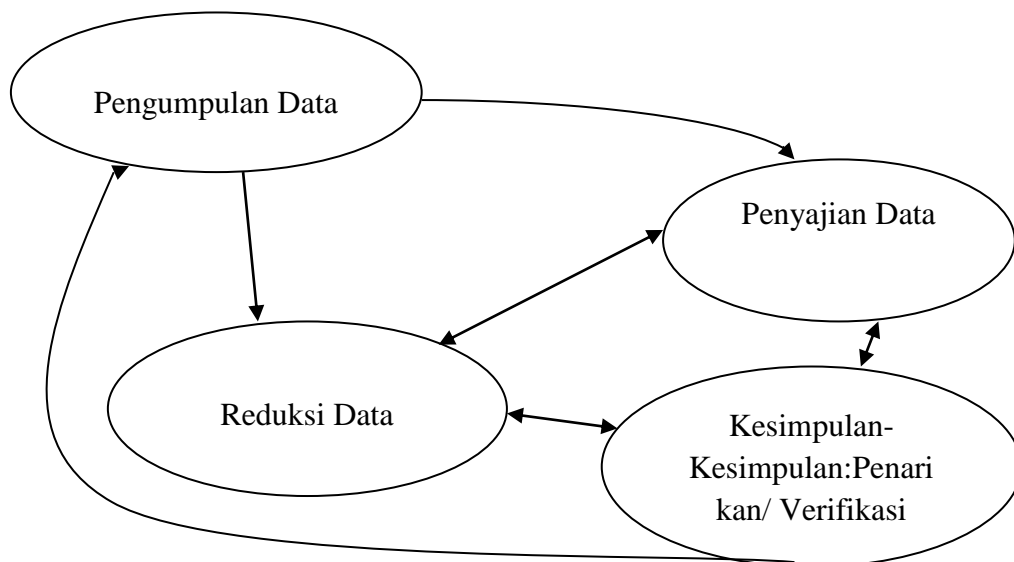 Pengumpulan Data
Penyajian Data
Reduksi Data
Kesimpulan-
Kesimpulan:Penari
kan/ Verifikasi